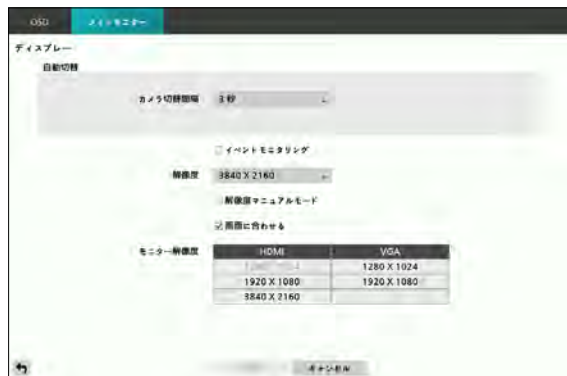 OSD メインモニター
ディスプレー
自動切替
カメラ切替間隔 3 秒
イベントモニタリング
解像度 3840 X 2160
解像度マニュアルモード
画面に合わせる
モニター解像度 HDMI VGA
1280 X 1024
1920 X 1080 1920 X 1080
3840 X 2160
キャンセル